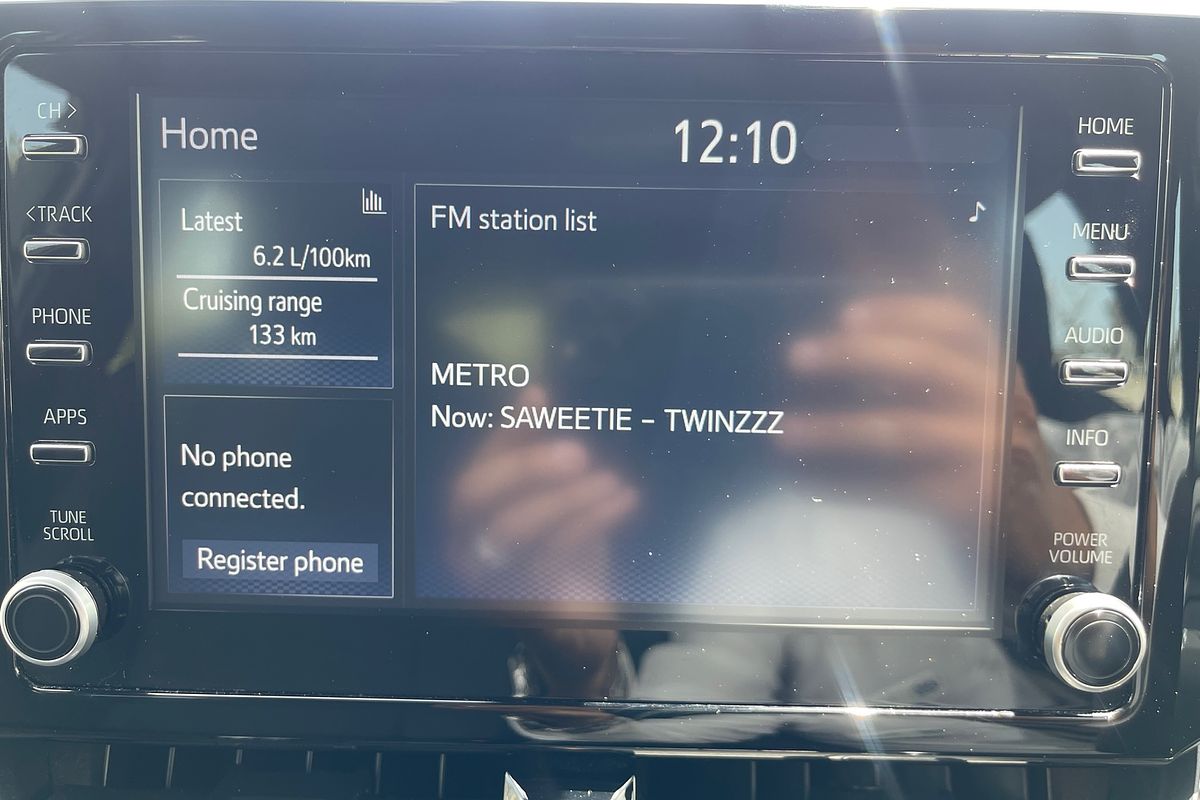 CH >
< TRACK
PHONE
APPS
TUNE
SCROLL
Home
12:10
Latest
6.2 L/100km
Cruising range
133 km
No phone
connected.
Register phone
FM station list
METRO
Now: SAWEETIE - TWINZZZ
HOME
MENU
AUDIO
INFO
POWER
VOLUME